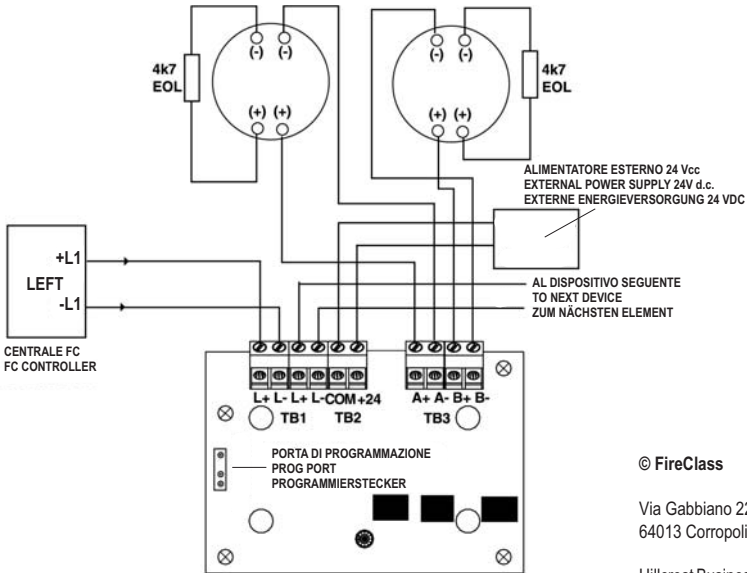 (-) (-)
(-) (-)
4k7
EOL
4k7
EOL
(+) (+)
(+) (+)
ALIMENTATORE ESTERNO 24 Vcc
EXTERNAL POWER SUPPLY 24V d.c.
EXTERNE ENERGIEVERSORGUNG 24 VDC
+L1
LEFT
-L1
CENTRALE FC
FC CONTROLLER
AL DISPOSITIVO SEGUENTE
TO NEXT DEVICE
ZUM NÄCHSTEN ELEMENT
L+ L- L+ L- COM +24
A+ A- B+ B-
TB1 TB2 TB3
PORTA DI PROGRAMMAZIONE
PROG PORT
PROGRAMMIERSTECKER
© FireClass
Via Gabbiano 22
64013 Corropoli